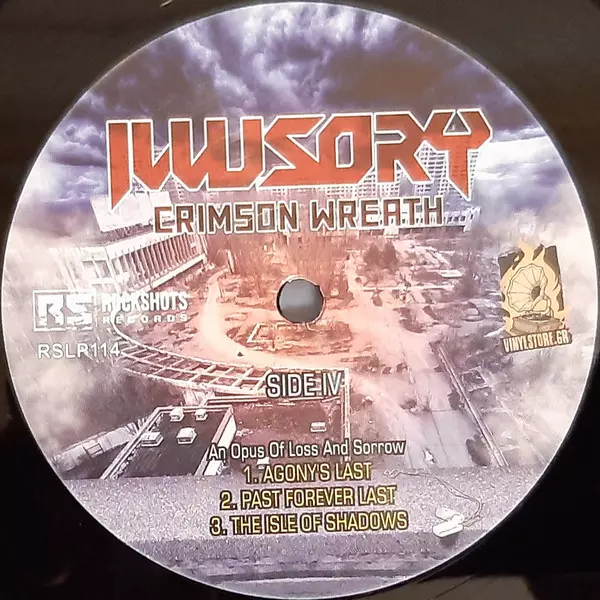 ILLUSORY
CRIMSON WREATH
RS ROCKSHOTS
RECORDS
RSLP114
VINYLSTORE.GR
SIDE IV
An Opus Of Loss And Sorrow
1. AGONY'S LAST
2. PAST FOREVER LAST
3. THE ISLE OF SHADOWS